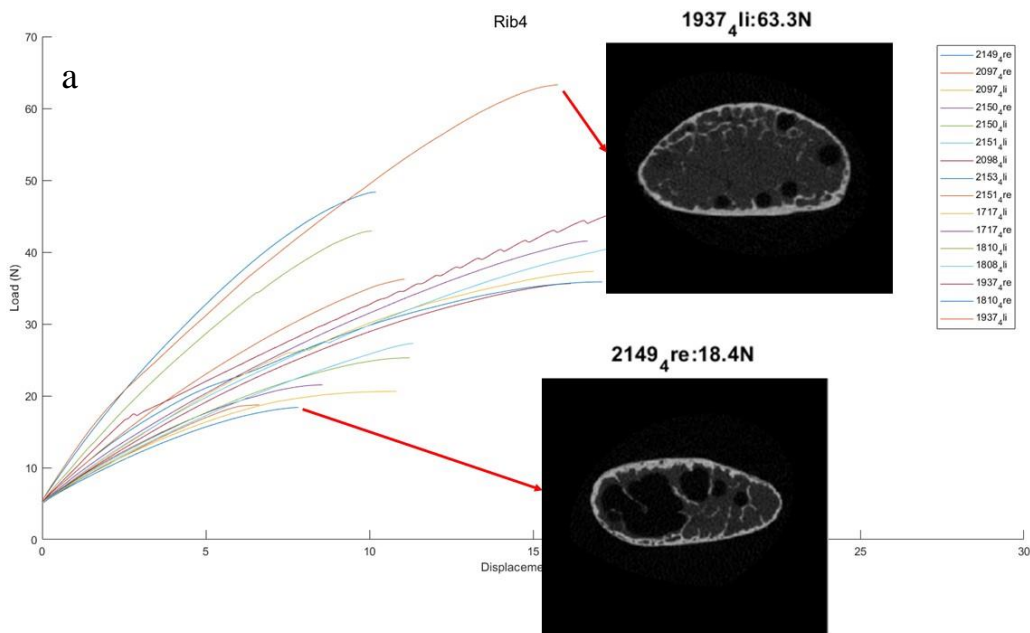 Rib4
1937₄li:63.3N
a
70
60
50
40
30
20
10
0
Load (N)
0
5
10
15
25
30
Displaceme
2149₄re:18.4N
2149₄re
2097₄re
2097₄li
2150₄re
2150₄li
2151₄li
2098₄li
2153₄li
2151₄re
1717₄li
1717₄re
1810₄li
1808₄li
1937₄re
1810₄re
1937₄li